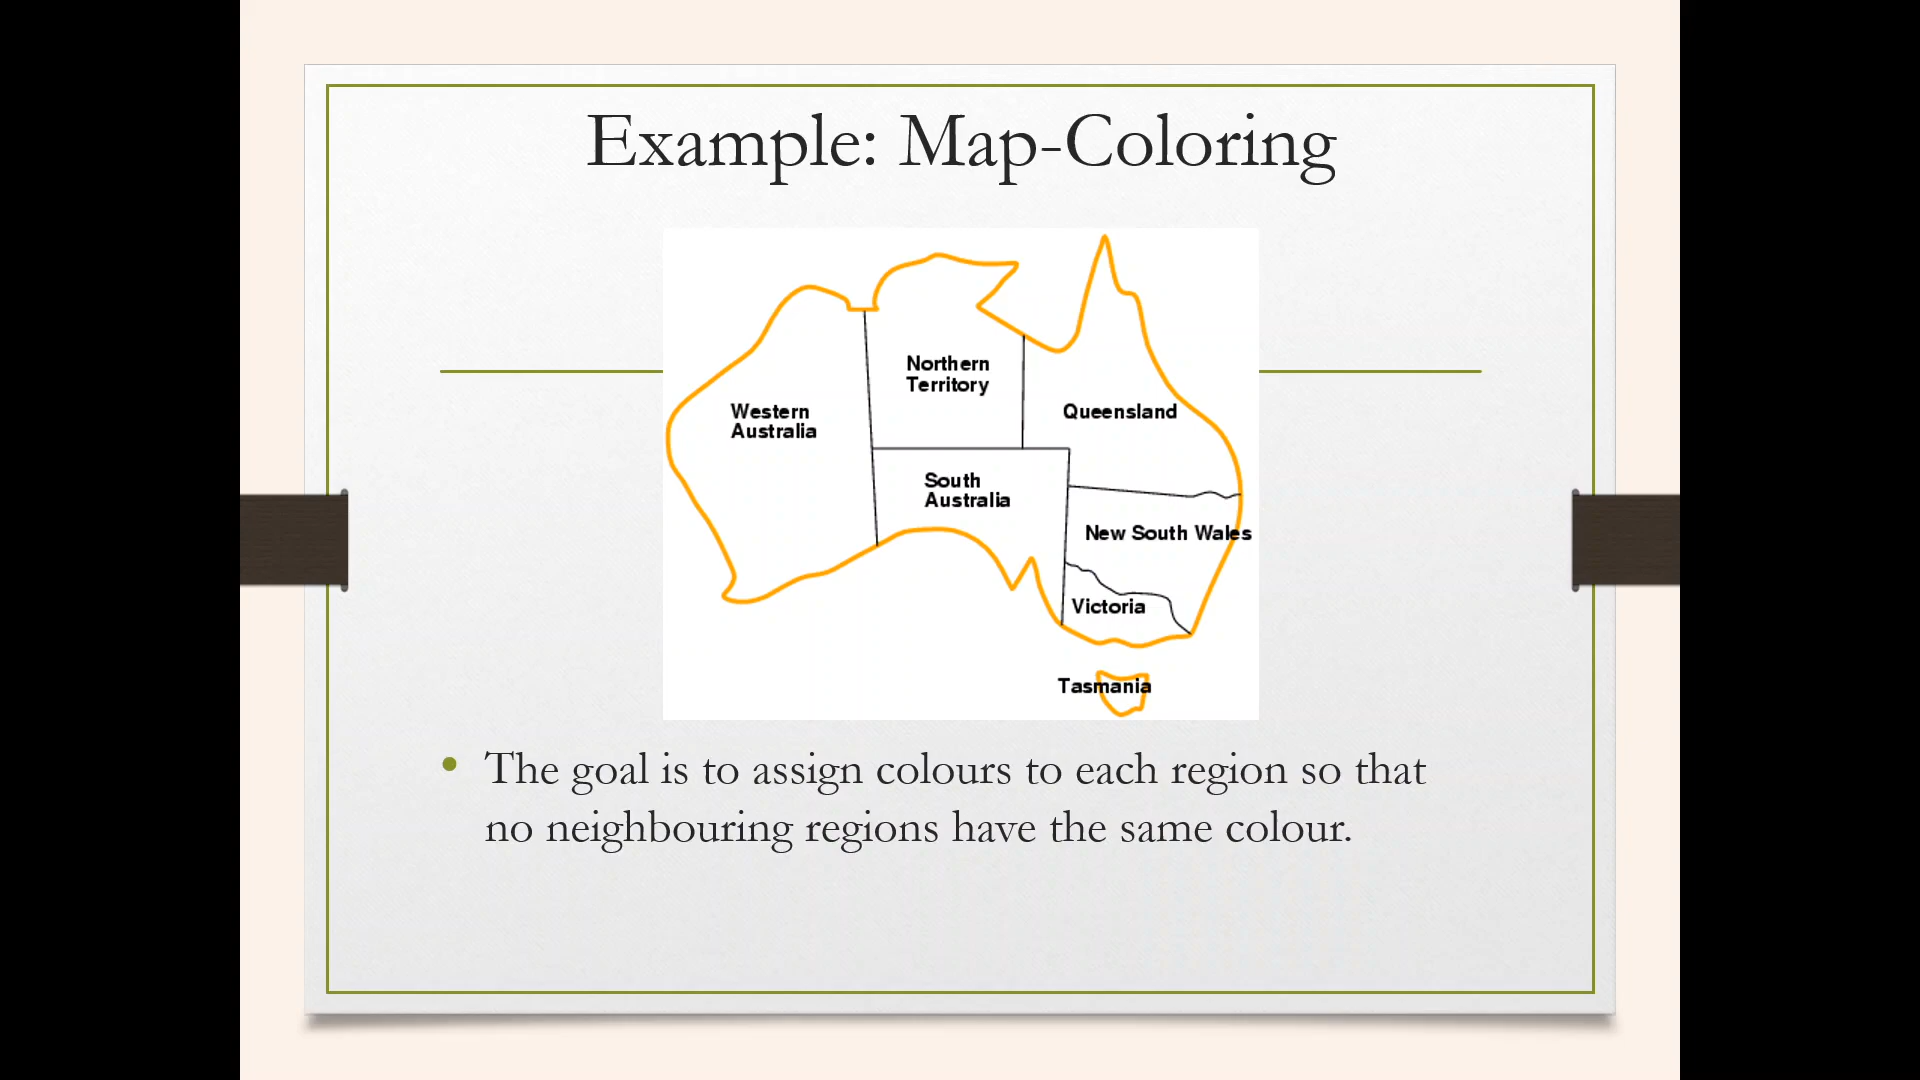 Example: Map-Coloring
Northern
Territory
Western
Australia
Queensland
South
Australia
New South Wales
Victoria
Tasmania
• The goal is to assign colours to each region so that
no neighbouring regions have the same colour.